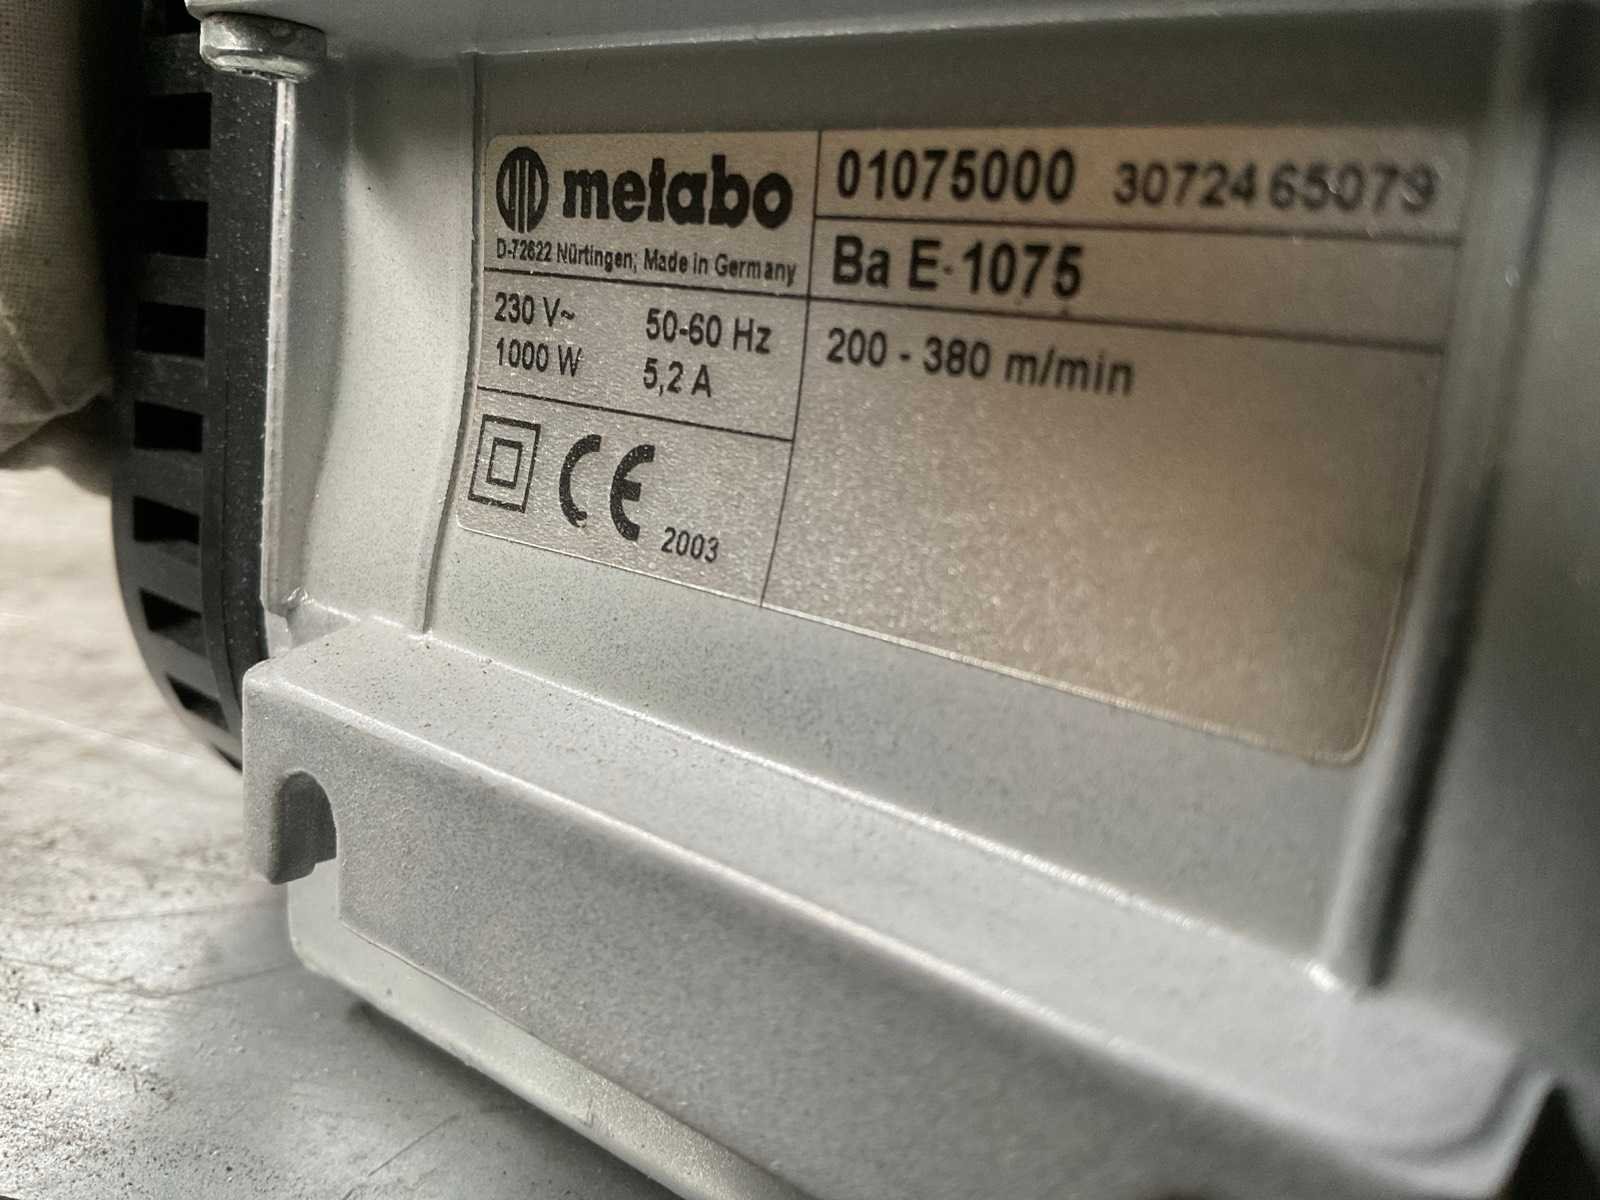 metabo
D-72622 Nürtingen, Made in Germany
01075000 3072465079
Ba E 1075
230 V~ 50-60 Hz
1000 W 5,2 A
200 - 380 m/min
CE 2003